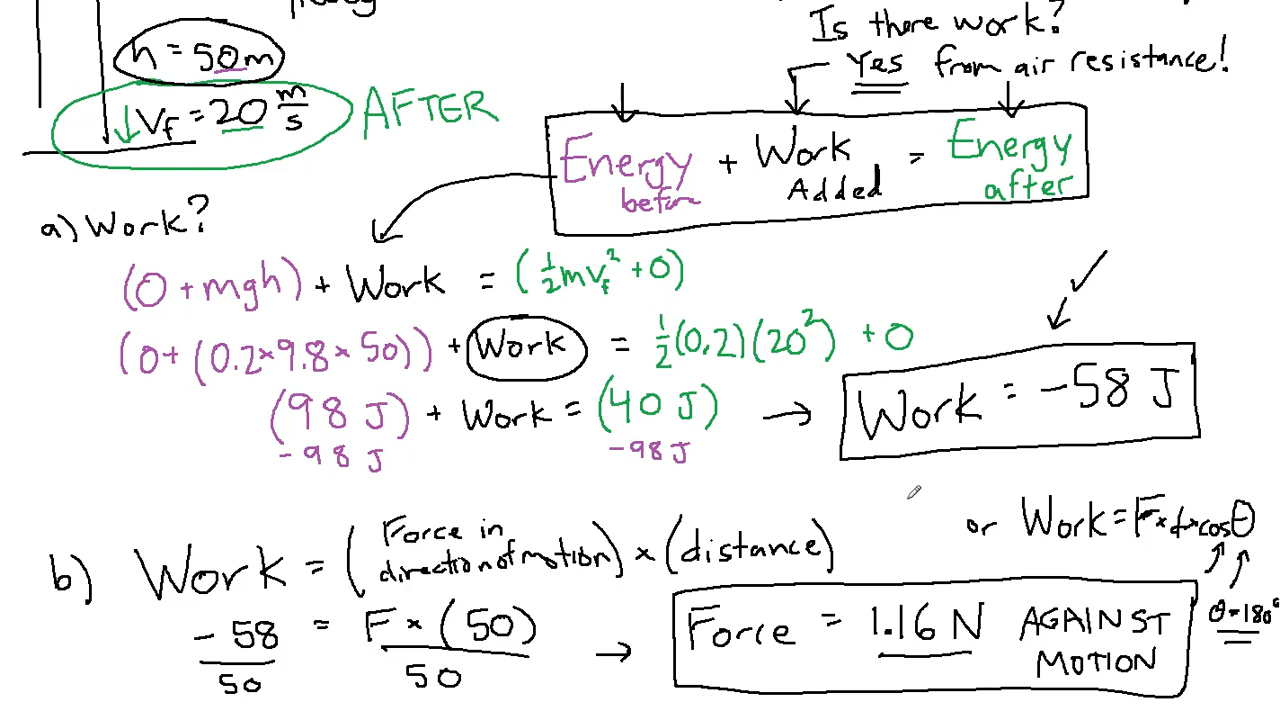 h = 50m
↓ Vf = 20 m/s AFTER
Is there work?
Yes from air resistance!
Energy before + Work Added = Energy after
a) Work?
(0 + mgh) + Work = (½mvf² + 0)
(0 + (0.2×9.8×50)) + Work = ½(0.2)(20²) + 0
(98 J) + Work = (40 J) → Work = -58 J
-98 J -98 J
b) Work = (Force in direction of motion) × (distance)
or Work = F×d×cosθ
θ=180°
-58 = F × (50)
50 50
→ Force = 1.16 N AGAINST MOTION